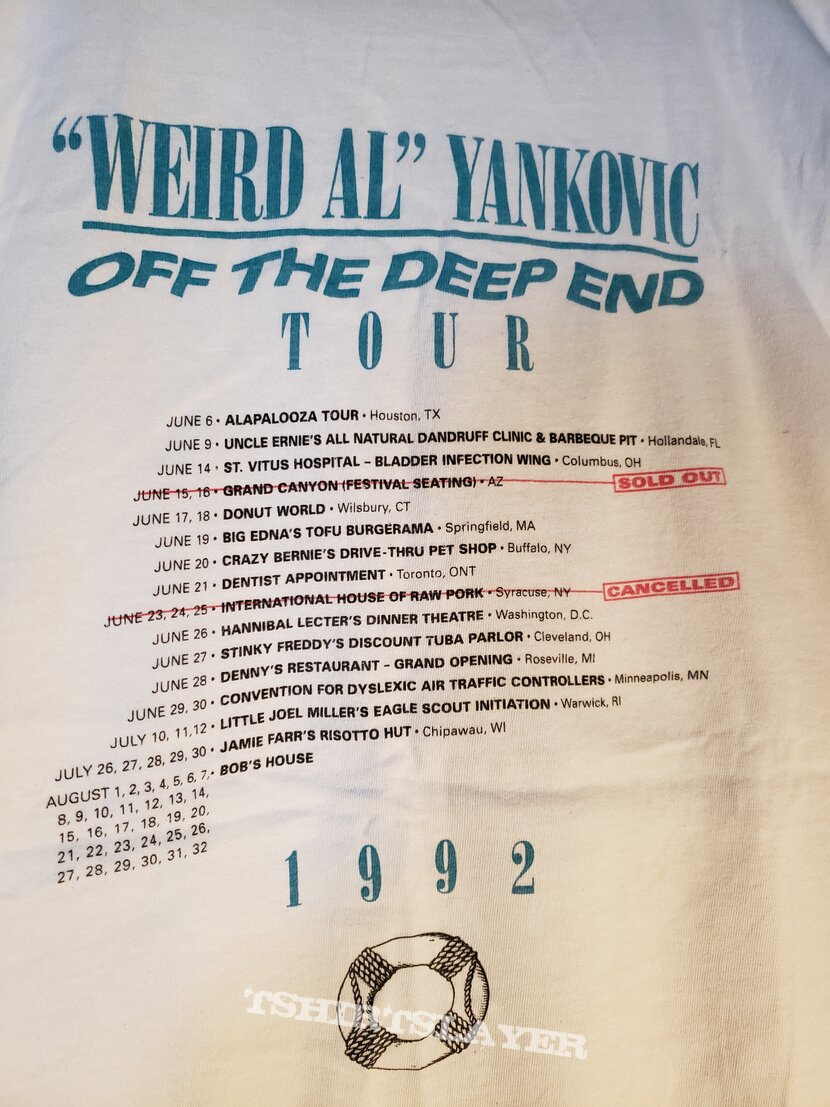 “WEIRD AL” YANKOVIC
OFF THE DEEP END
TOUR
JUNE 6 • ALAPALOOZA TOUR • Houston, TX
JUNE 9 • UNCLE ERNIE'S ALL NATURAL DANDRUFF CLINIC & BARBEQUE PIT • Hollandale, FL
JUNE 14 • ST. VITUS HOSPITAL – BLADDER INFECTION WING • Columbus, OH
JUNE 15, 16 • GRAND CANYON (FESTIVAL SEATING) • AZ SOLD OUT
JUNE 17, 18 • DONUT WORLD • Wilsbury, CT
JUNE 19 • BIG EDNA'S TOFU BURGERAMA • Springfield, MA
JUNE 20 • CRAZY BERNIE'S DRIVE-THRU PET SHOP • Buffalo, NY
JUNE 21 • DENTIST APPOINTMENT • Toronto, ONT
JUNE 23, 24, 25 • INTERNATIONAL HOUSE OF RAW PORK • Syracuse, NY CANCELLED
JUNE 26 • HANNIBAL LECTER'S DINNER THEATRE • Washington, D.C.
JUNE 27 • STINKY FREDDY'S DISCOUNT TUBA PARLOR • Cleveland, OH
JUNE 28 • DENNY'S RESTAURANT – GRAND OPENING • Roseville, MI
JUNE 29, 30 • CONVENTION FOR DYSLEXIC AIR TRAFFIC CONTROLLERS • Minneapolis, MN
JULY 10, 11,12 • LITTLE JOEL MILLER'S EAGLE SCOUT INITIATION • Warwick, RI
JULY 26, 27, 28, 29, 30 • JAMIE FARR'S RISOTTO HUT • Chipawau, WI
AUGUST 1, 2, 3, 4, 5, 6, 7, • BOB'S HOUSE
8, 9, 10, 11, 12, 13, 14,
15, 16, 17, 18, 19, 20,
21, 22, 23, 24, 25, 26,
27, 28, 29, 30, 31, 32
1992
TSHIRTSLAYER